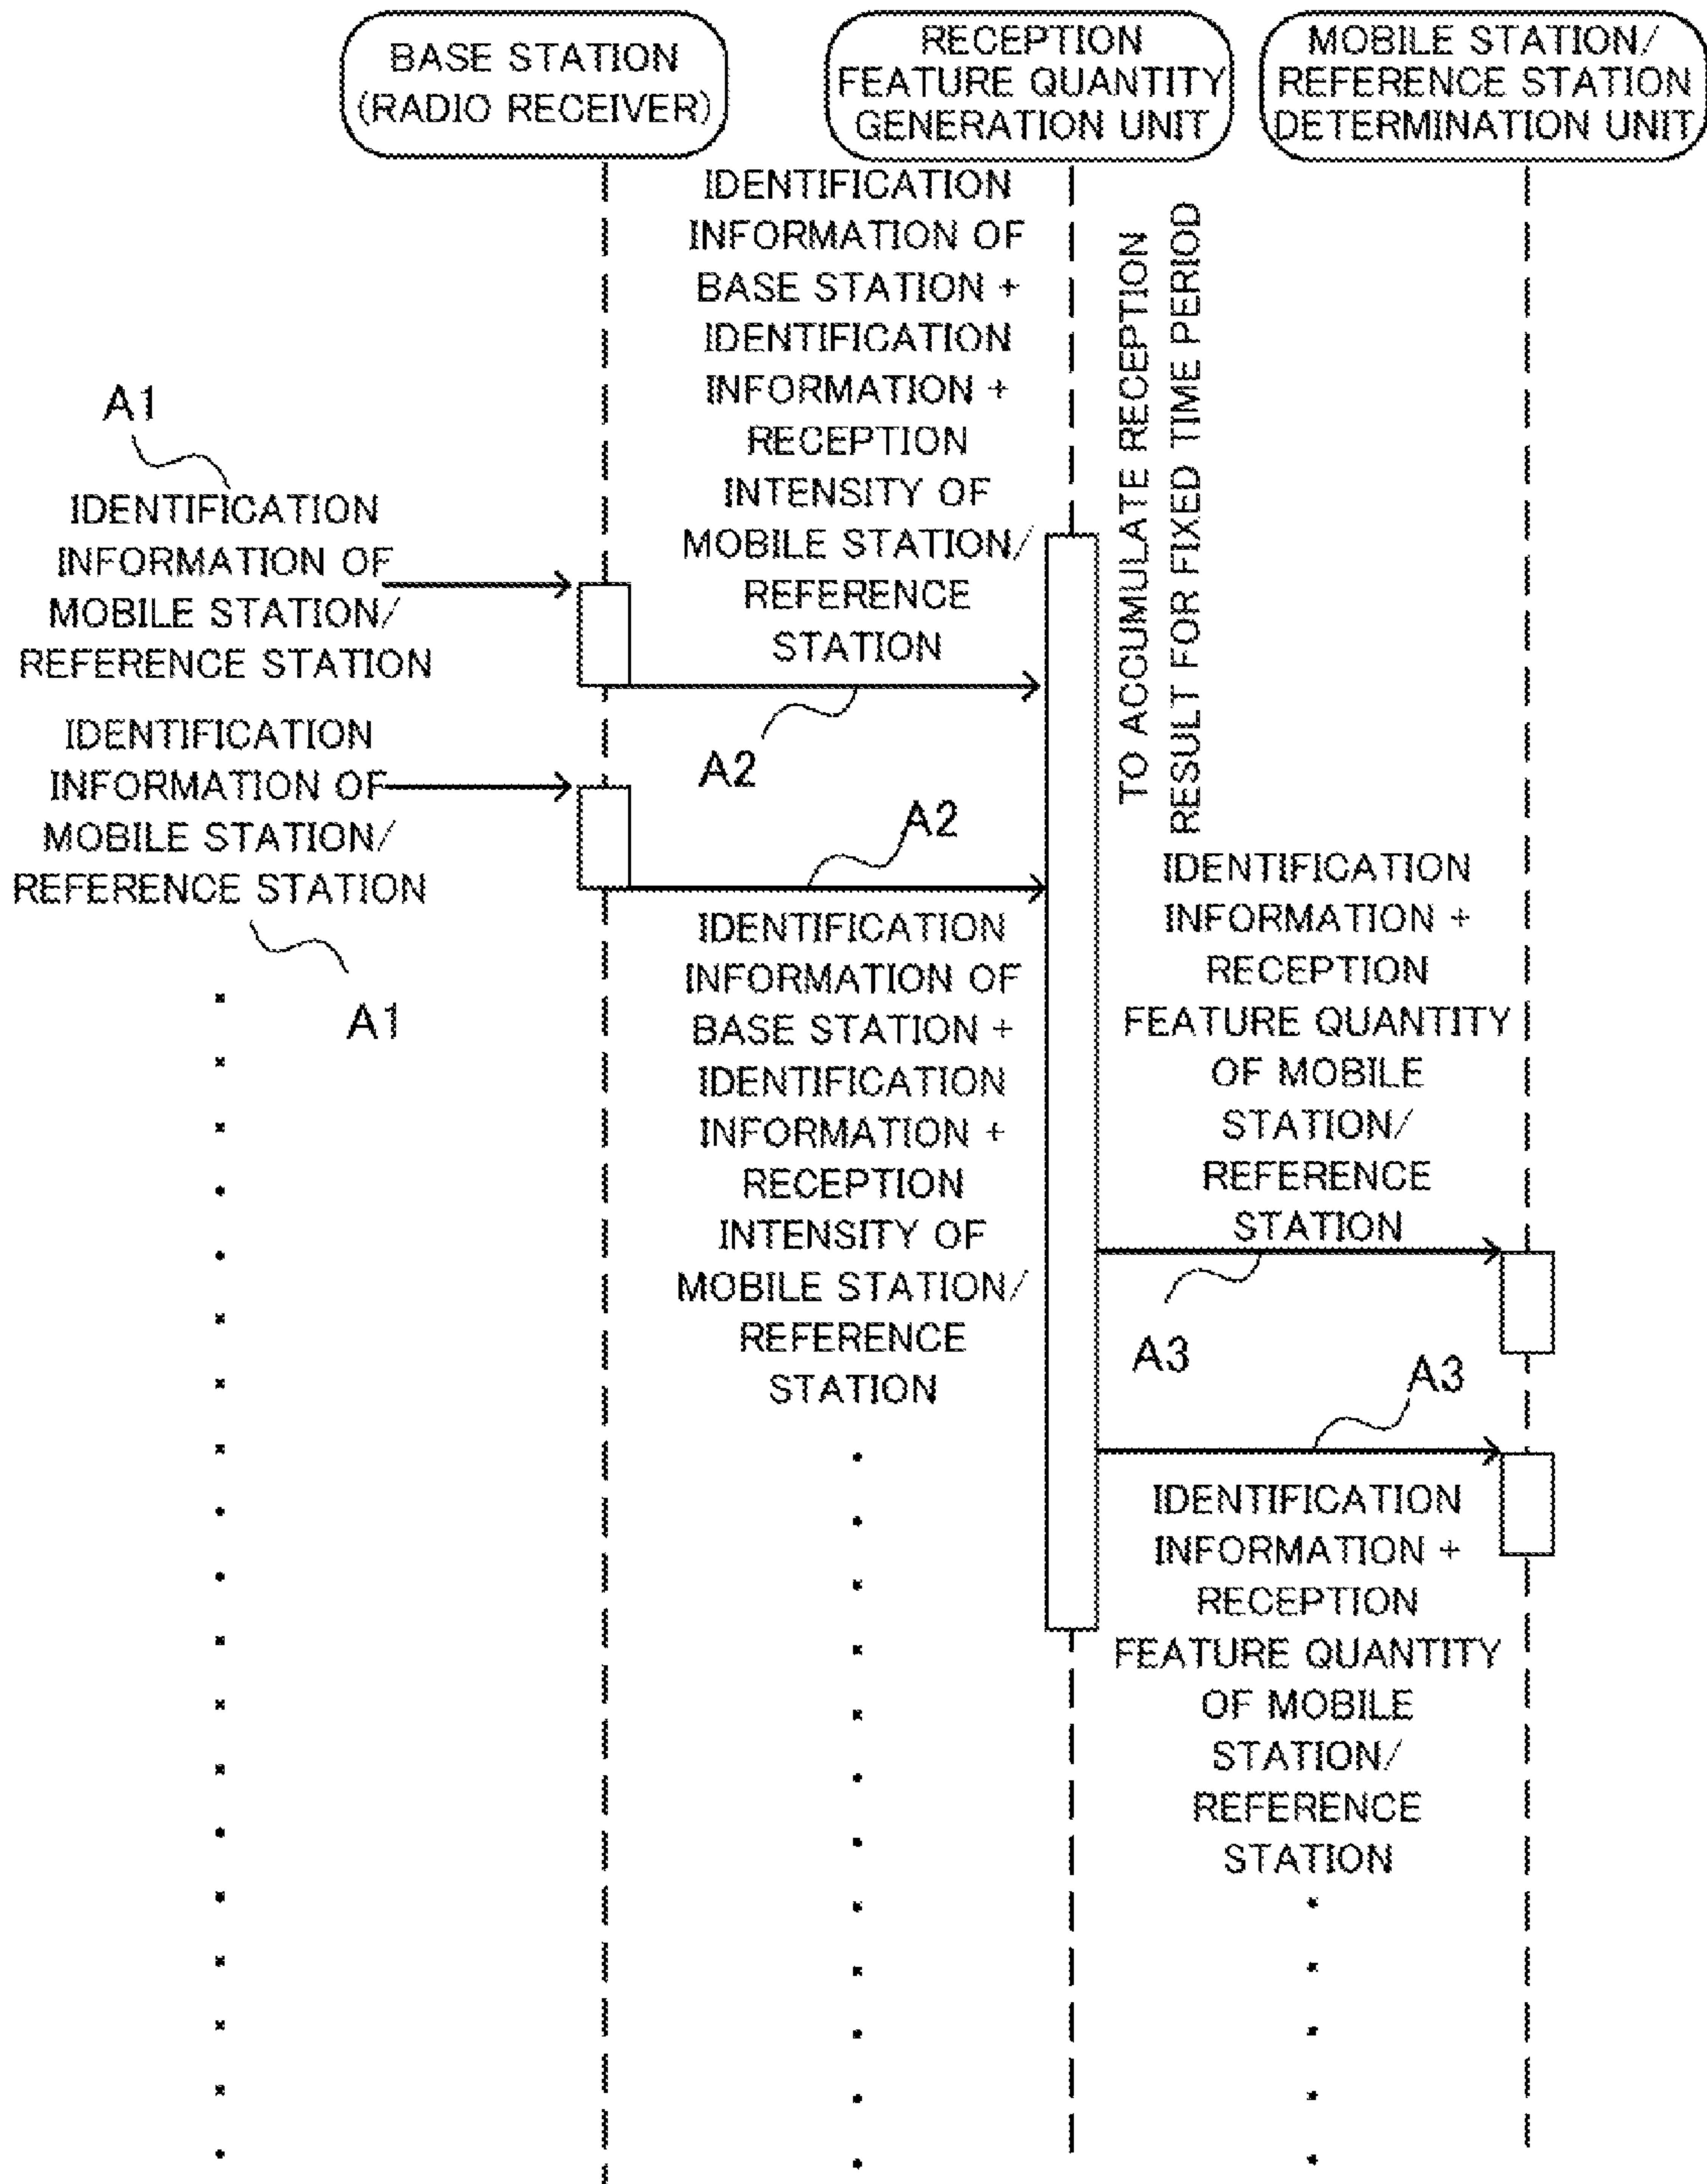 BASE STATION
(RADIO RECEIVER)
RECEPTION
FEATURE QUANTITY
GENERATION UNIT
MOBILE STATION/
REFERENCE STATION
DETERMINATION UNIT
IDENTIFICATION
INFORMATION OF
BASE STATION +
IDENTIFICATION
INFORMATION +
RECEPTION
INTENSITY OF
MOBILE STATION/
REFERENCE
STATION
TO ACCUMULATE RECEPTION
RESULT FOR FIXED TIME PERIOD
A1
IDENTIFICATION
INFORMATION OF
MOBILE STATION/
REFERENCE STATION
A2
IDENTIFICATION
INFORMATION OF
MOBILE STATION/
REFERENCE STATION
A1
A2
IDENTIFICATION
INFORMATION OF
BASE STATION +
IDENTIFICATION
INFORMATION +
RECEPTION
INTENSITY OF
MOBILE STATION/
REFERENCE
STATION
IDENTIFICATION
INFORMATION +
RECEPTION
FEATURE QUANTITY
OF MOBILE
STATION/
REFERENCE
STATION
A3
A3
IDENTIFICATION
INFORMATION +
RECEPTION
FEATURE QUANTITY
OF MOBILE
STATION/
REFERENCE
STATION